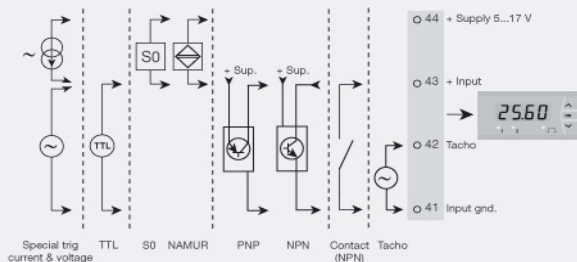 44 + Supply 5...17 V
S0
+ Sup.
+ Sup.
43 + Input
25.60
TTL
42 Tacho
41 Input gnd.
Special trig
current & voltage
TTL
S0
NAMUR
PNP
NPN
Contact
(NPN)
Tacho